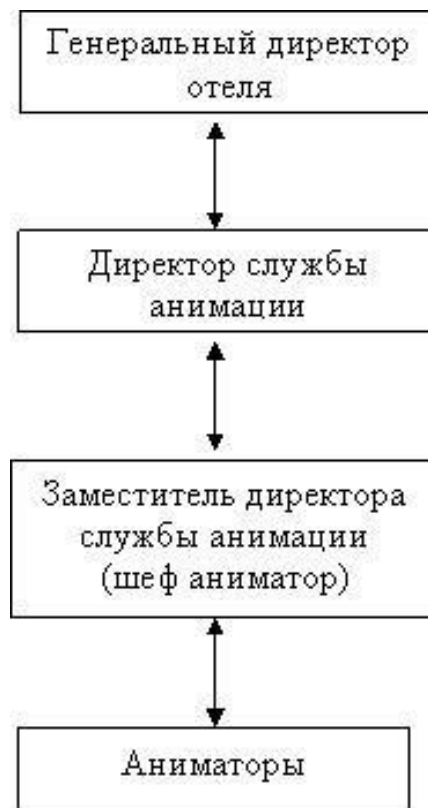 Генеральный директор
отеля
Директор службы
анимации
Заместитель директора
службы анимации
(шеф аниматор)
Аниматоры